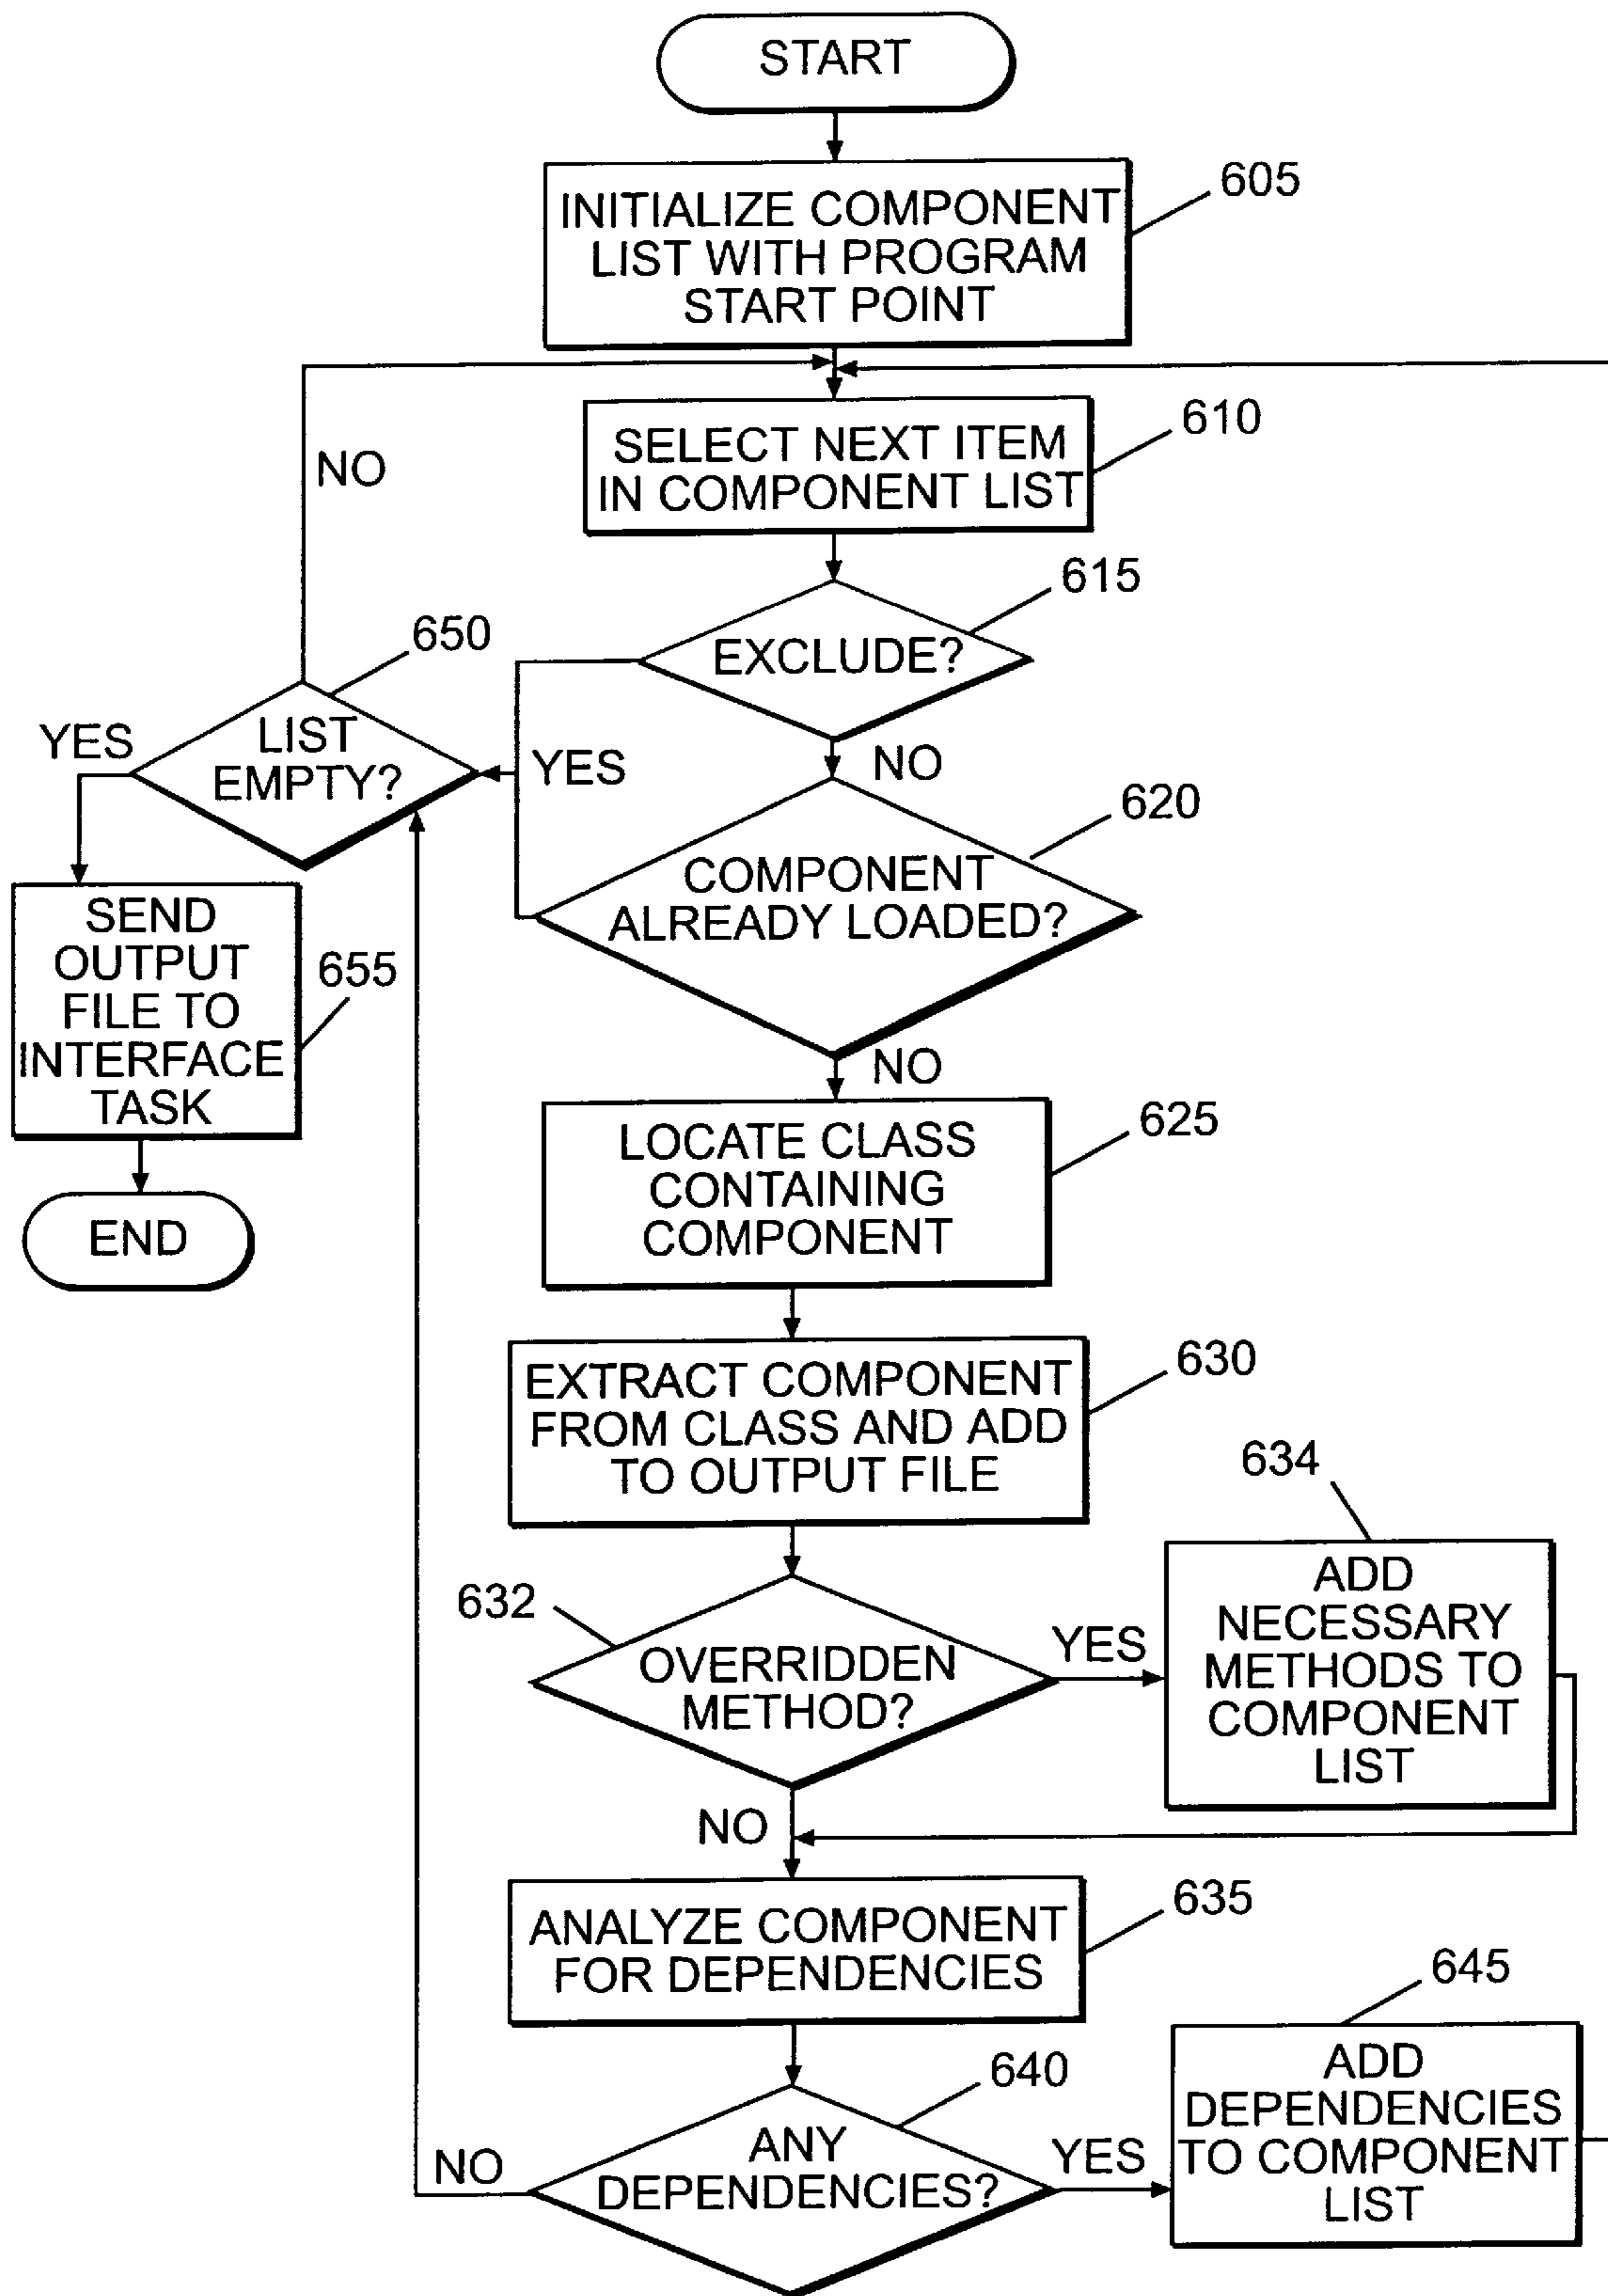 START
INITIALIZE COMPONENT
LIST WITH PROGRAM
START POINT
605
SELECT NEXT ITEM
IN COMPONENT LIST
610
NO
EXCLUDE?
615
650
LIST
EMPTY?
YES
YES
NO
COMPONENT
ALREADY LOADED?
620
SEND
OUTPUT
FILE TO
INTERFACE
TASK
655
NO
END
LOCATE CLASS
CONTAINING
COMPONENT
625
EXTRACT COMPONENT
FROM CLASS AND ADD
TO OUTPUT FILE
630
632
OVERRIDDEN
METHOD?
YES
634
ADD
NECESSARY
METHODS TO
COMPONENT
LIST
NO
ANALYZE COMPONENT
FOR DEPENDENCIES
635
640
ANY
DEPENDENCIES?
NO
YES
645
ADD
DEPENDENCIES
TO COMPONENT
LIST